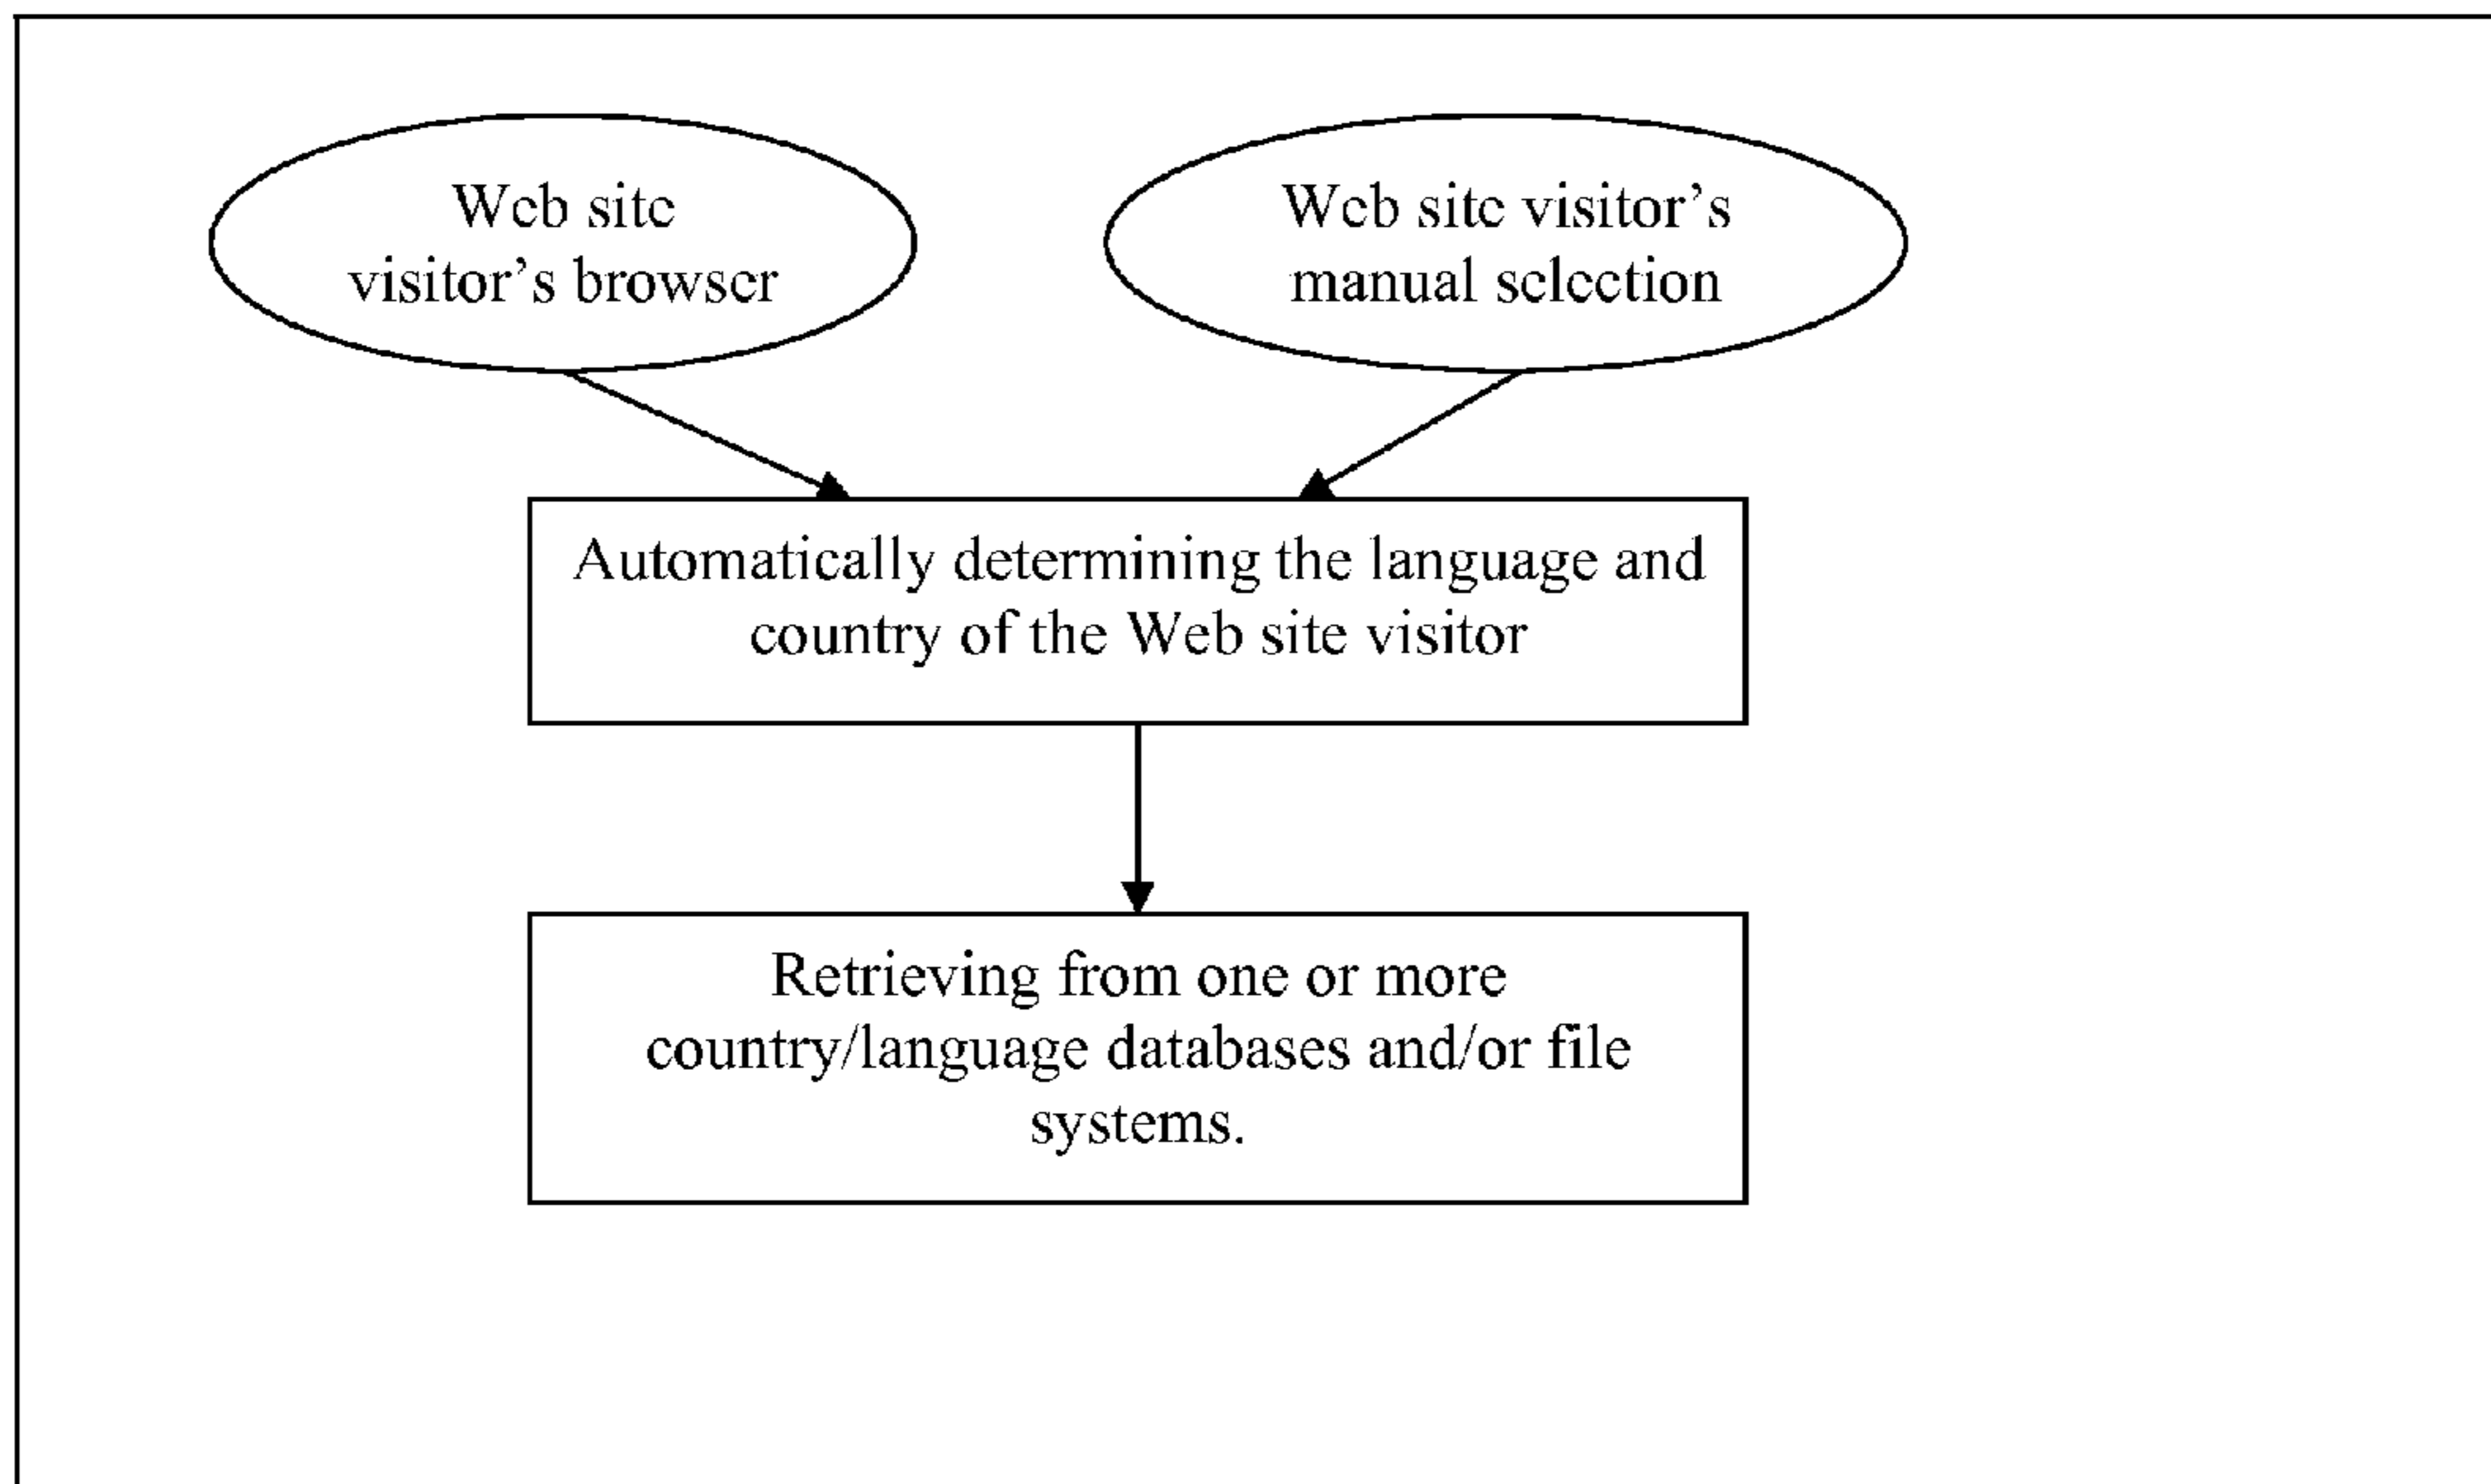 Web site
visitor's browser
Web site visitor's
manual selection
Automatically determining the language and
country of the Web site visitor
Retrieving from one or more
country/language databases and/or file
systems.